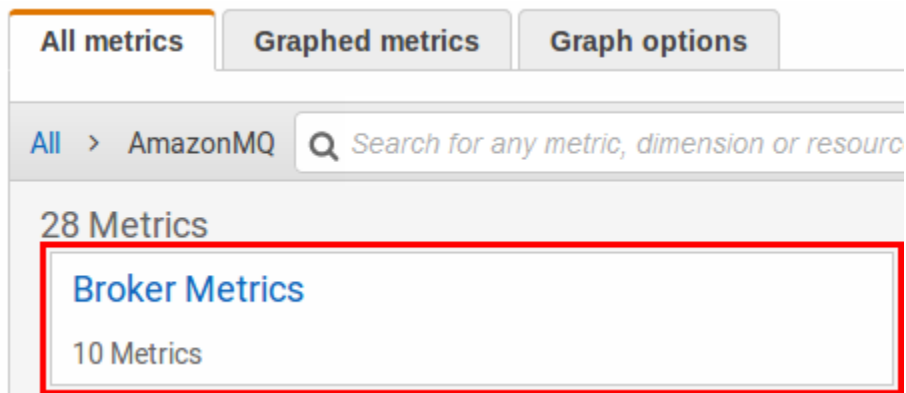 All metrics Graphed metrics Graph options
All > AmazonMQ Search for any metric, dimension or resourc
28 Metrics
Broker Metrics
10 Metrics